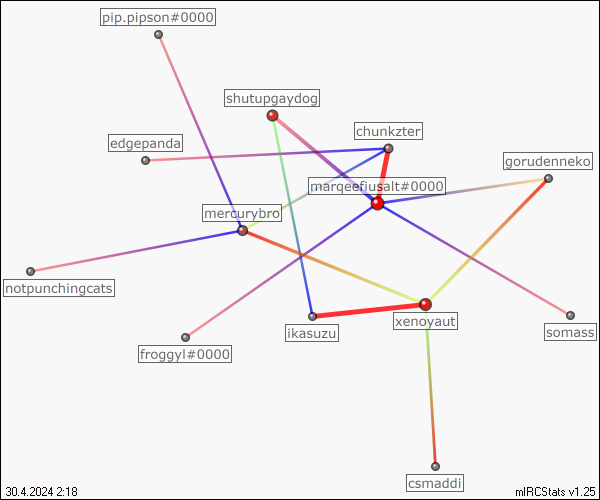 pip.pipson#0000
shutupgaydog
chunkzter
edgepanda
gorudenneko
marqeefiusalt#0000
mercurybro
notpunchingcats
xenoyaut
ikasuzu
somass
froggyl#0000
csmaddi
30.4.2024 2:18
mIRCStats v1.25